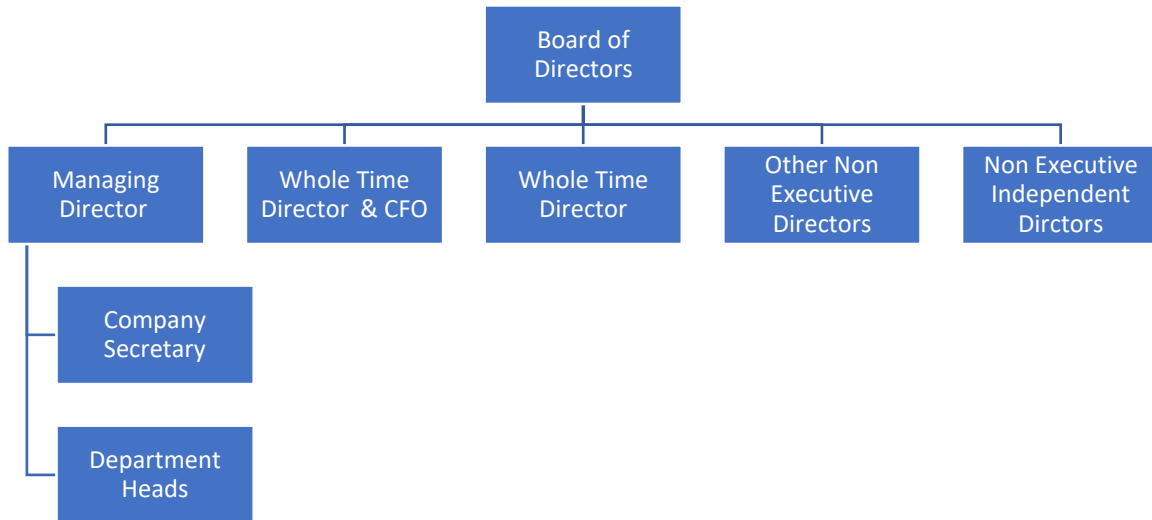 Board of
Directors
Managing
Director
Whole Time
Director & CFO
Whole Time
Director
Other Non
Executive
Directors
Non Executive
Independent
Dirctors
Company
Secretary
Department
Heads